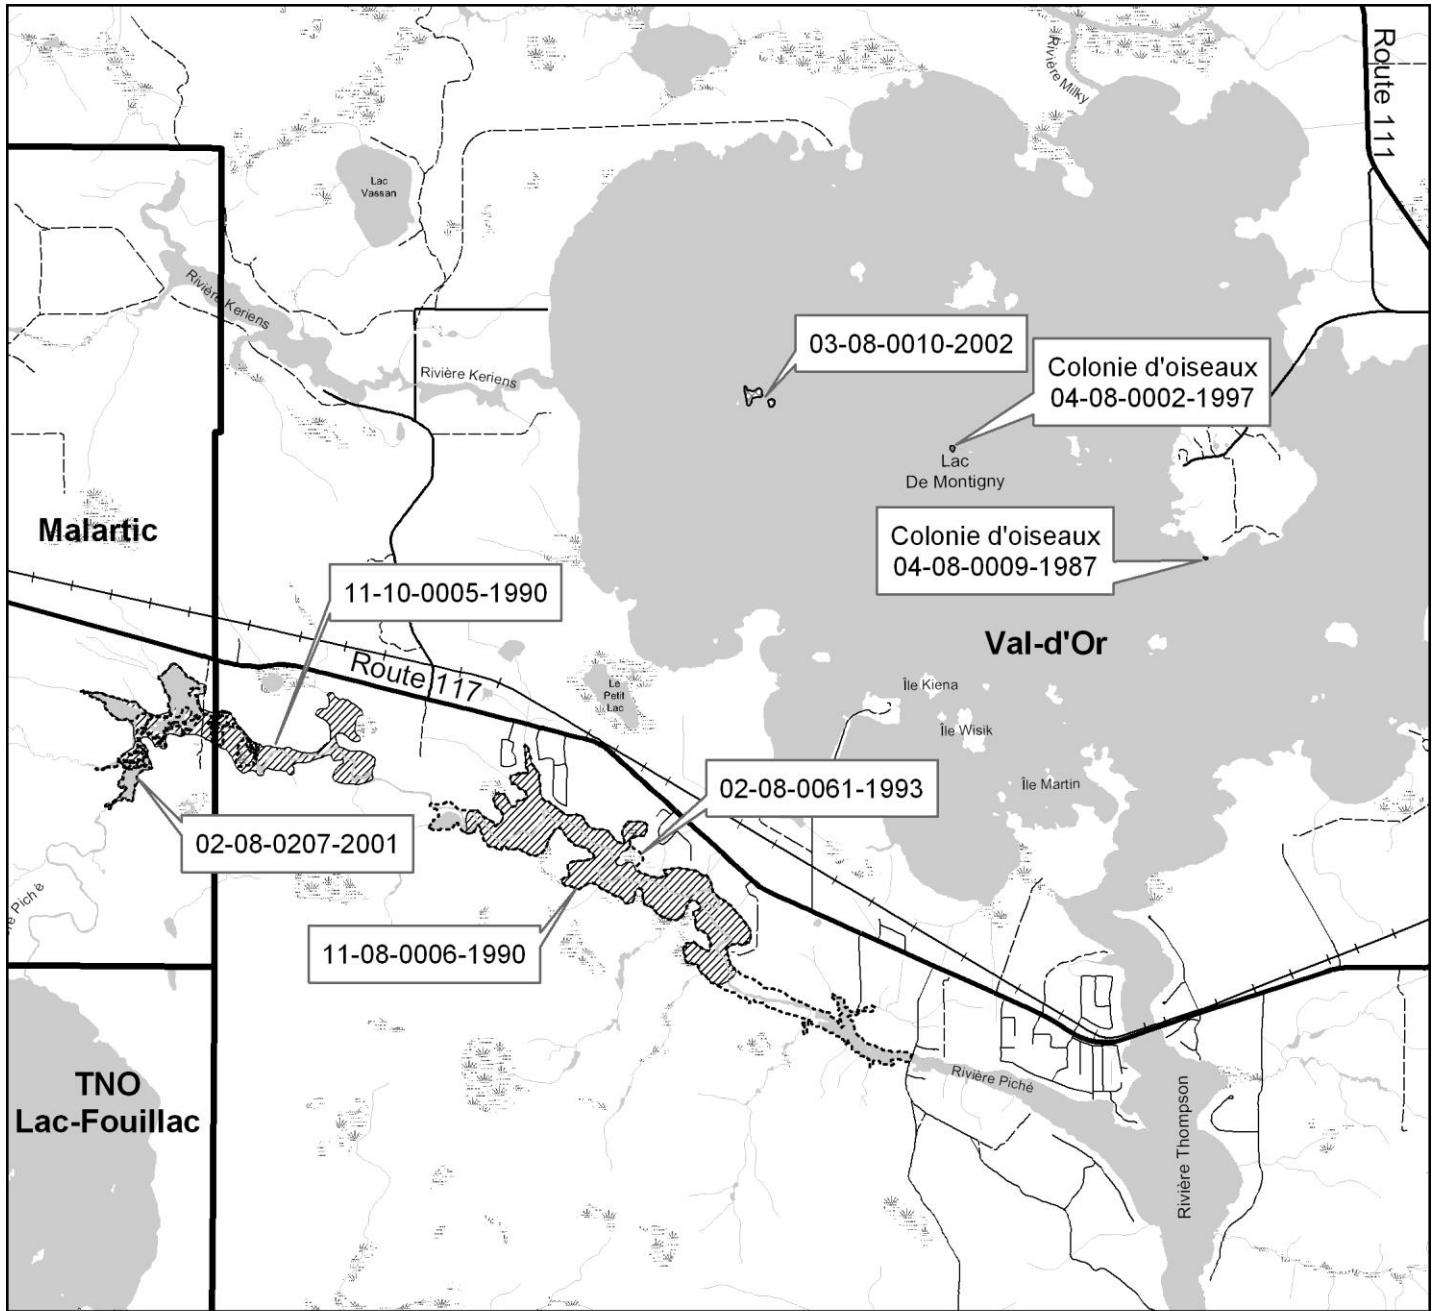 Route 111
Rivière Milky
Lac
Vassan
Rivière Keriens
Rivière Keriens
03-08-0010-2002
Colonie d'oiseaux
04-08-0002-1997
Lac
De Montigny
Malartic
Colonie d'oiseaux
04-08-0009-1987
11-10-0005-1990
Val-d'Or
Route 117
Le
Petit
Lac
Île Kiena
Île Wisik
Île Martin
02-08-0061-1993
02-08-0207-2001
Piché
11-08-0006-1990
TNO
Lac-Fouillac
Rivière Piché
Rivière Thompson